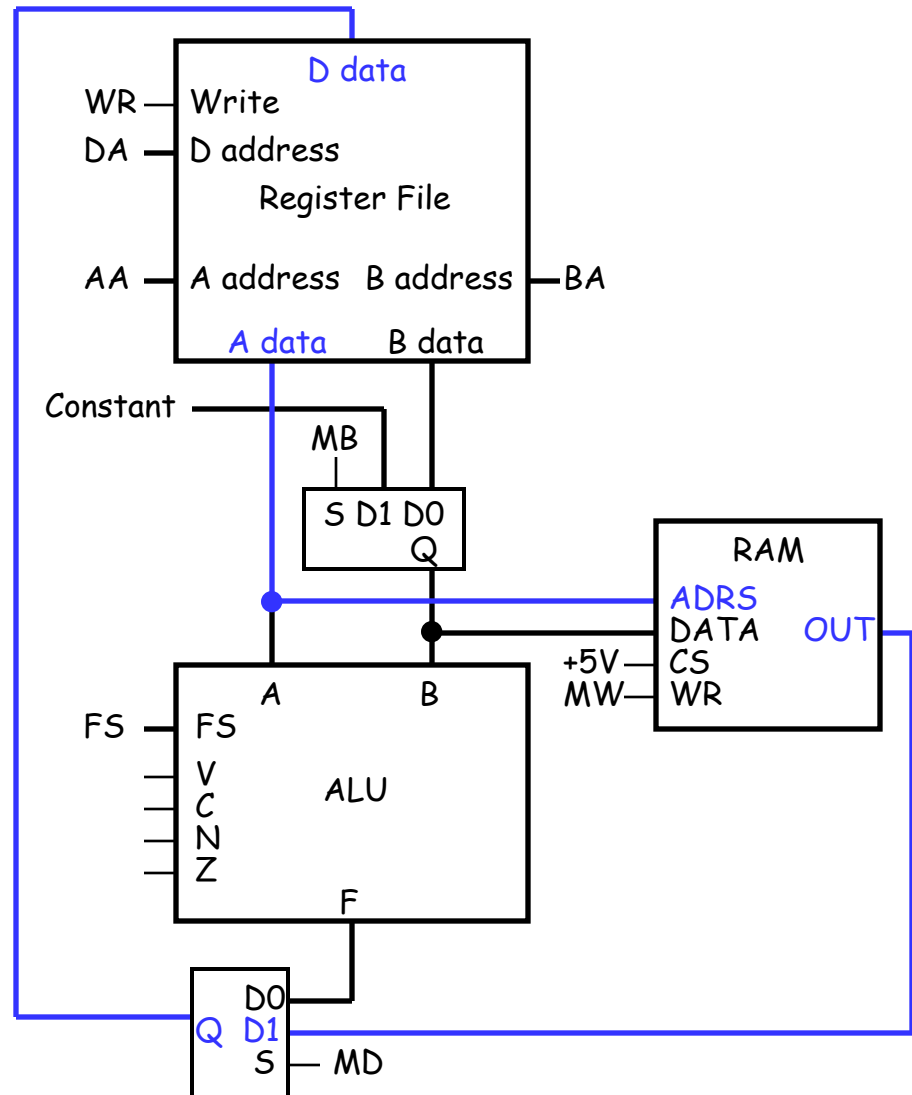 D data
WR Write
DA D address
Register File
AA A address B address BA
A data B data
Constant
MB
S D1 D0
Q
RAM
ADRS
DATA OUT
+5V CS
MW WR
A B
FS FS
V
ALU
C
N
Z
F
D0
Q D1
S MD